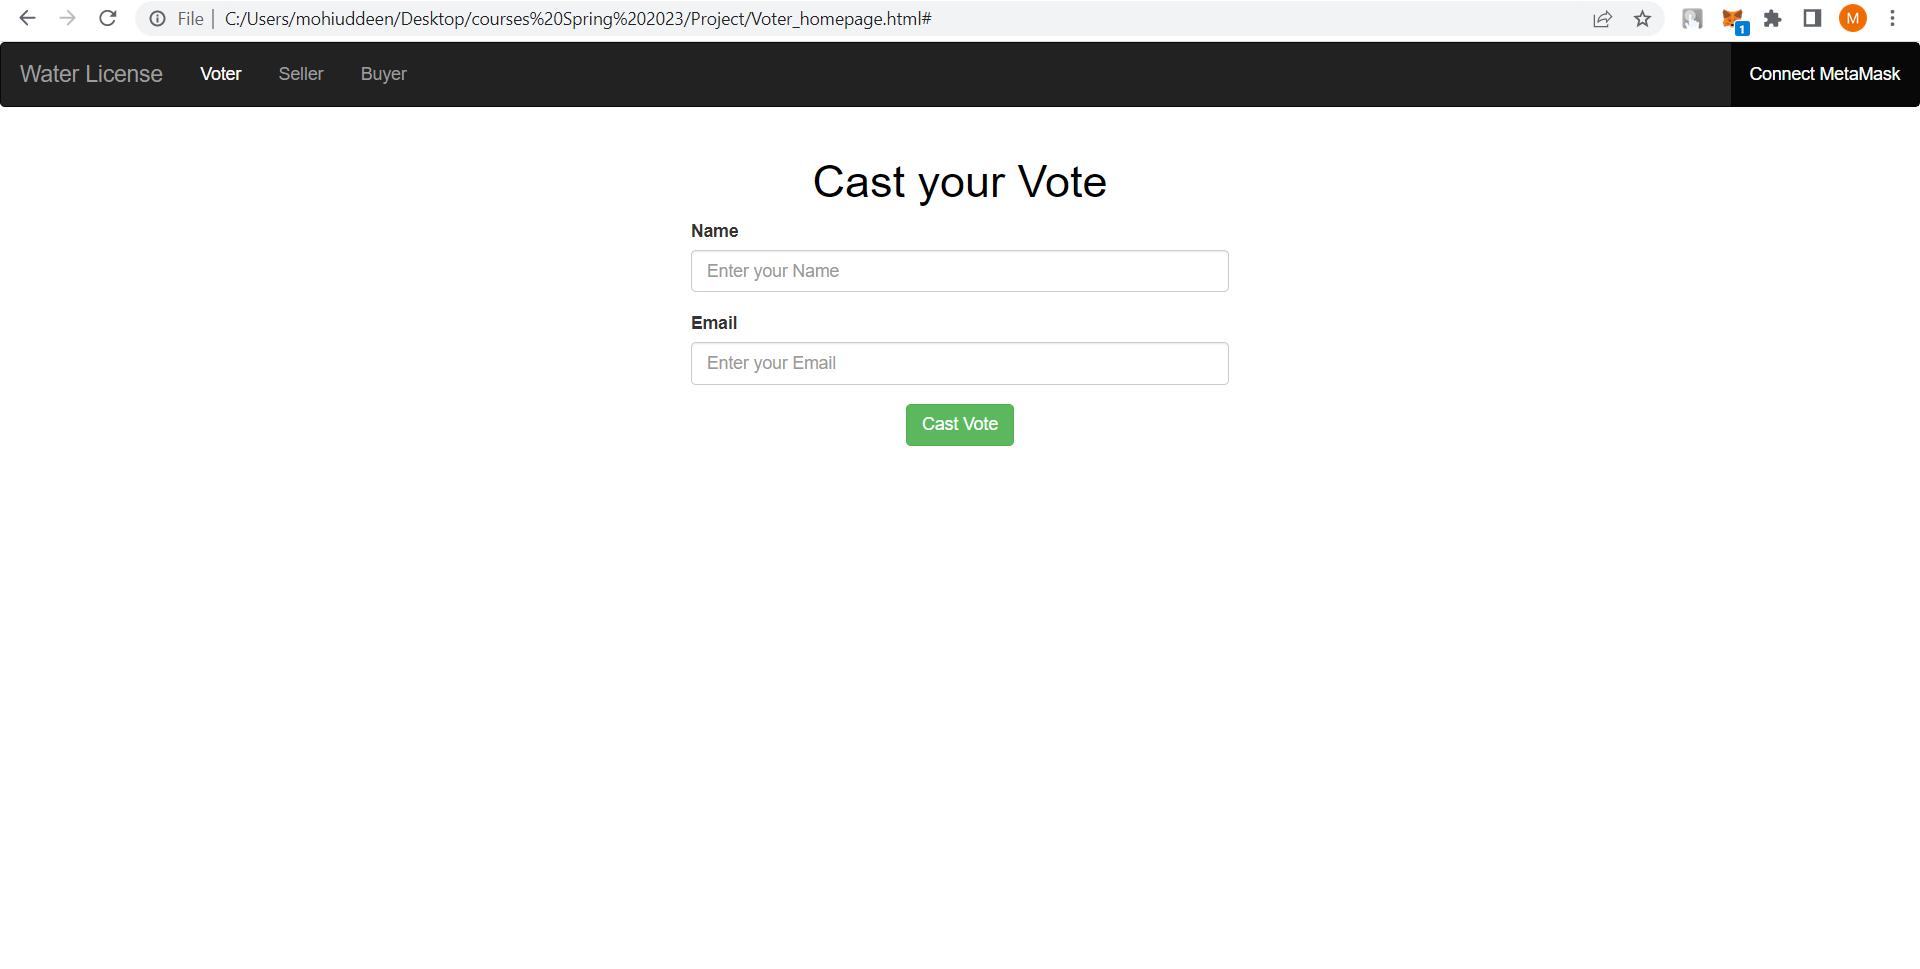 File | C:/Users/mohiuddeen/Desktop/courses%20Spring%202023/Project/Voter_homepage.html#
1
M
Water License Voter Seller Buyer Connect MetaMask
Cast your Vote
Name
Enter your Name
Email
Enter your Email
Cast Vote